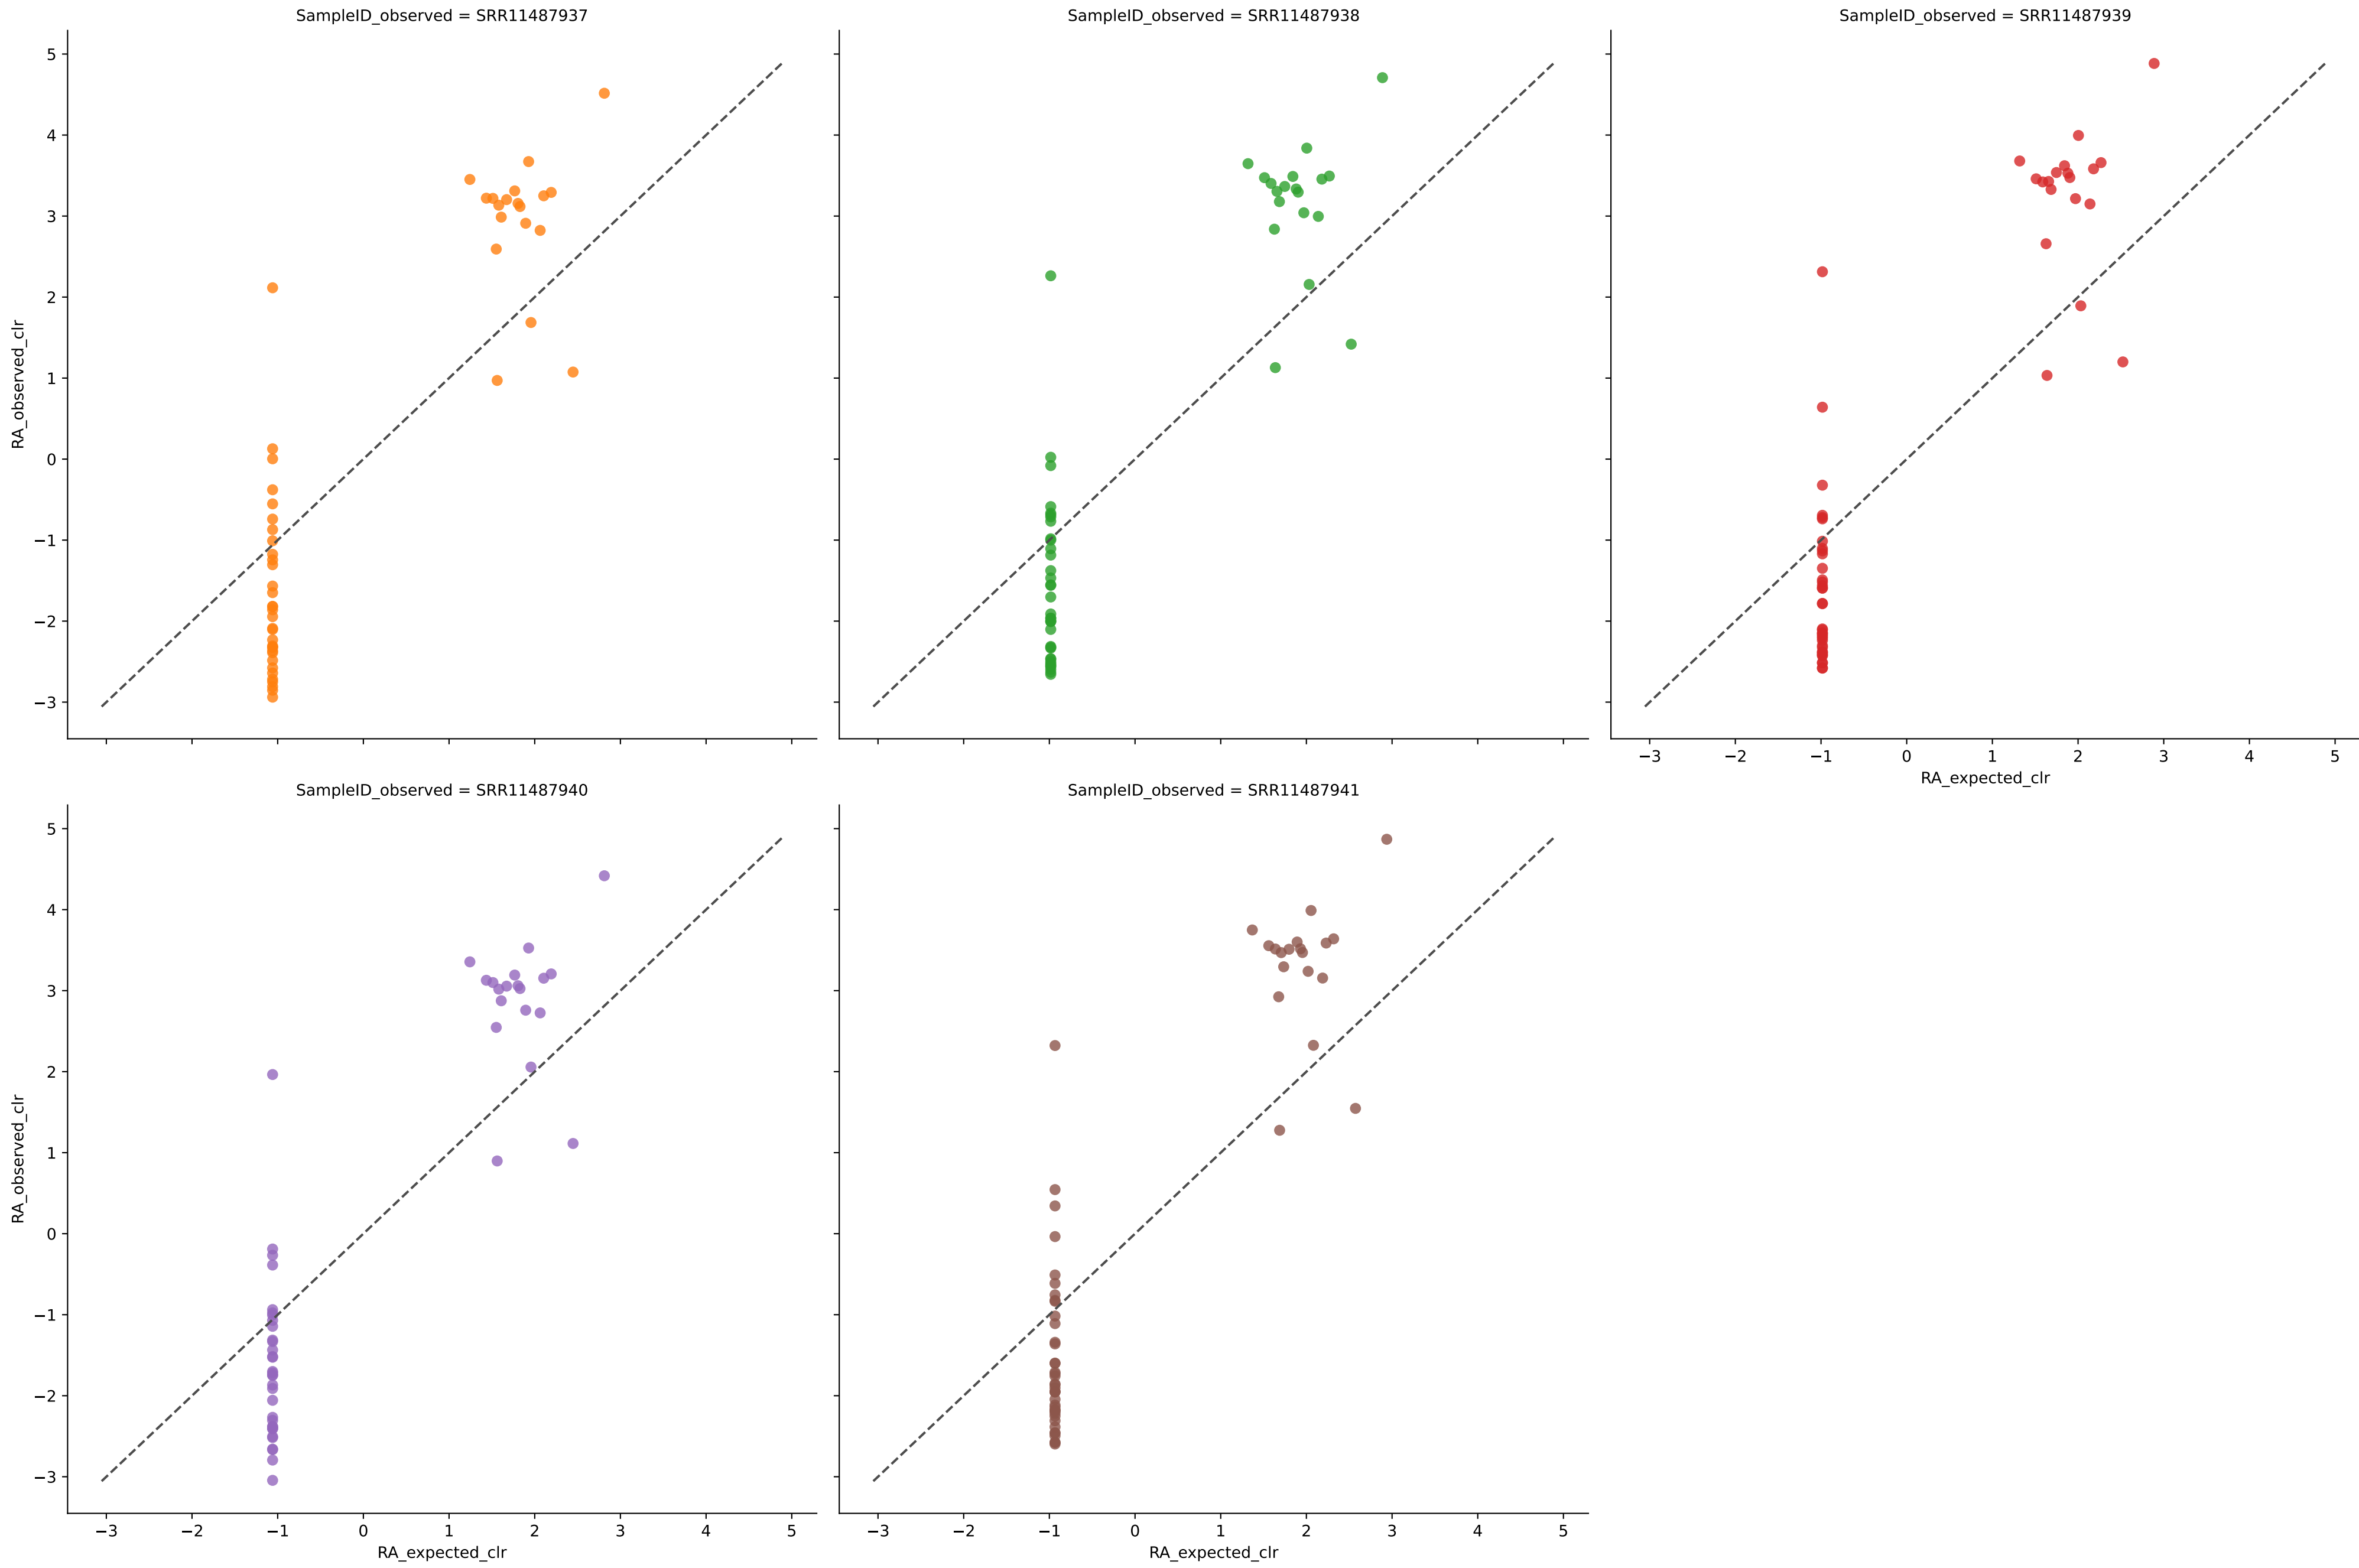 SampleID_observed = SRR11487937
SampleID_observed = SRR11487938
SampleID_observed = SRR11487939
5
4
3
2
1
0
−1
−2
−3
RA_observed_clr
−3 −2 −1 0 1 2 3 4 5
RA_expected_clr
SampleID_observed = SRR11487940
SampleID_observed = SRR11487941
5
4
3
2
1
0
−1
−2
−3
RA_observed_clr
−3 −2 −1 0 1 2 3 4 5
−3 −2 −1 0 1 2 3 4 5
RA_expected_clr
RA_expected_clr